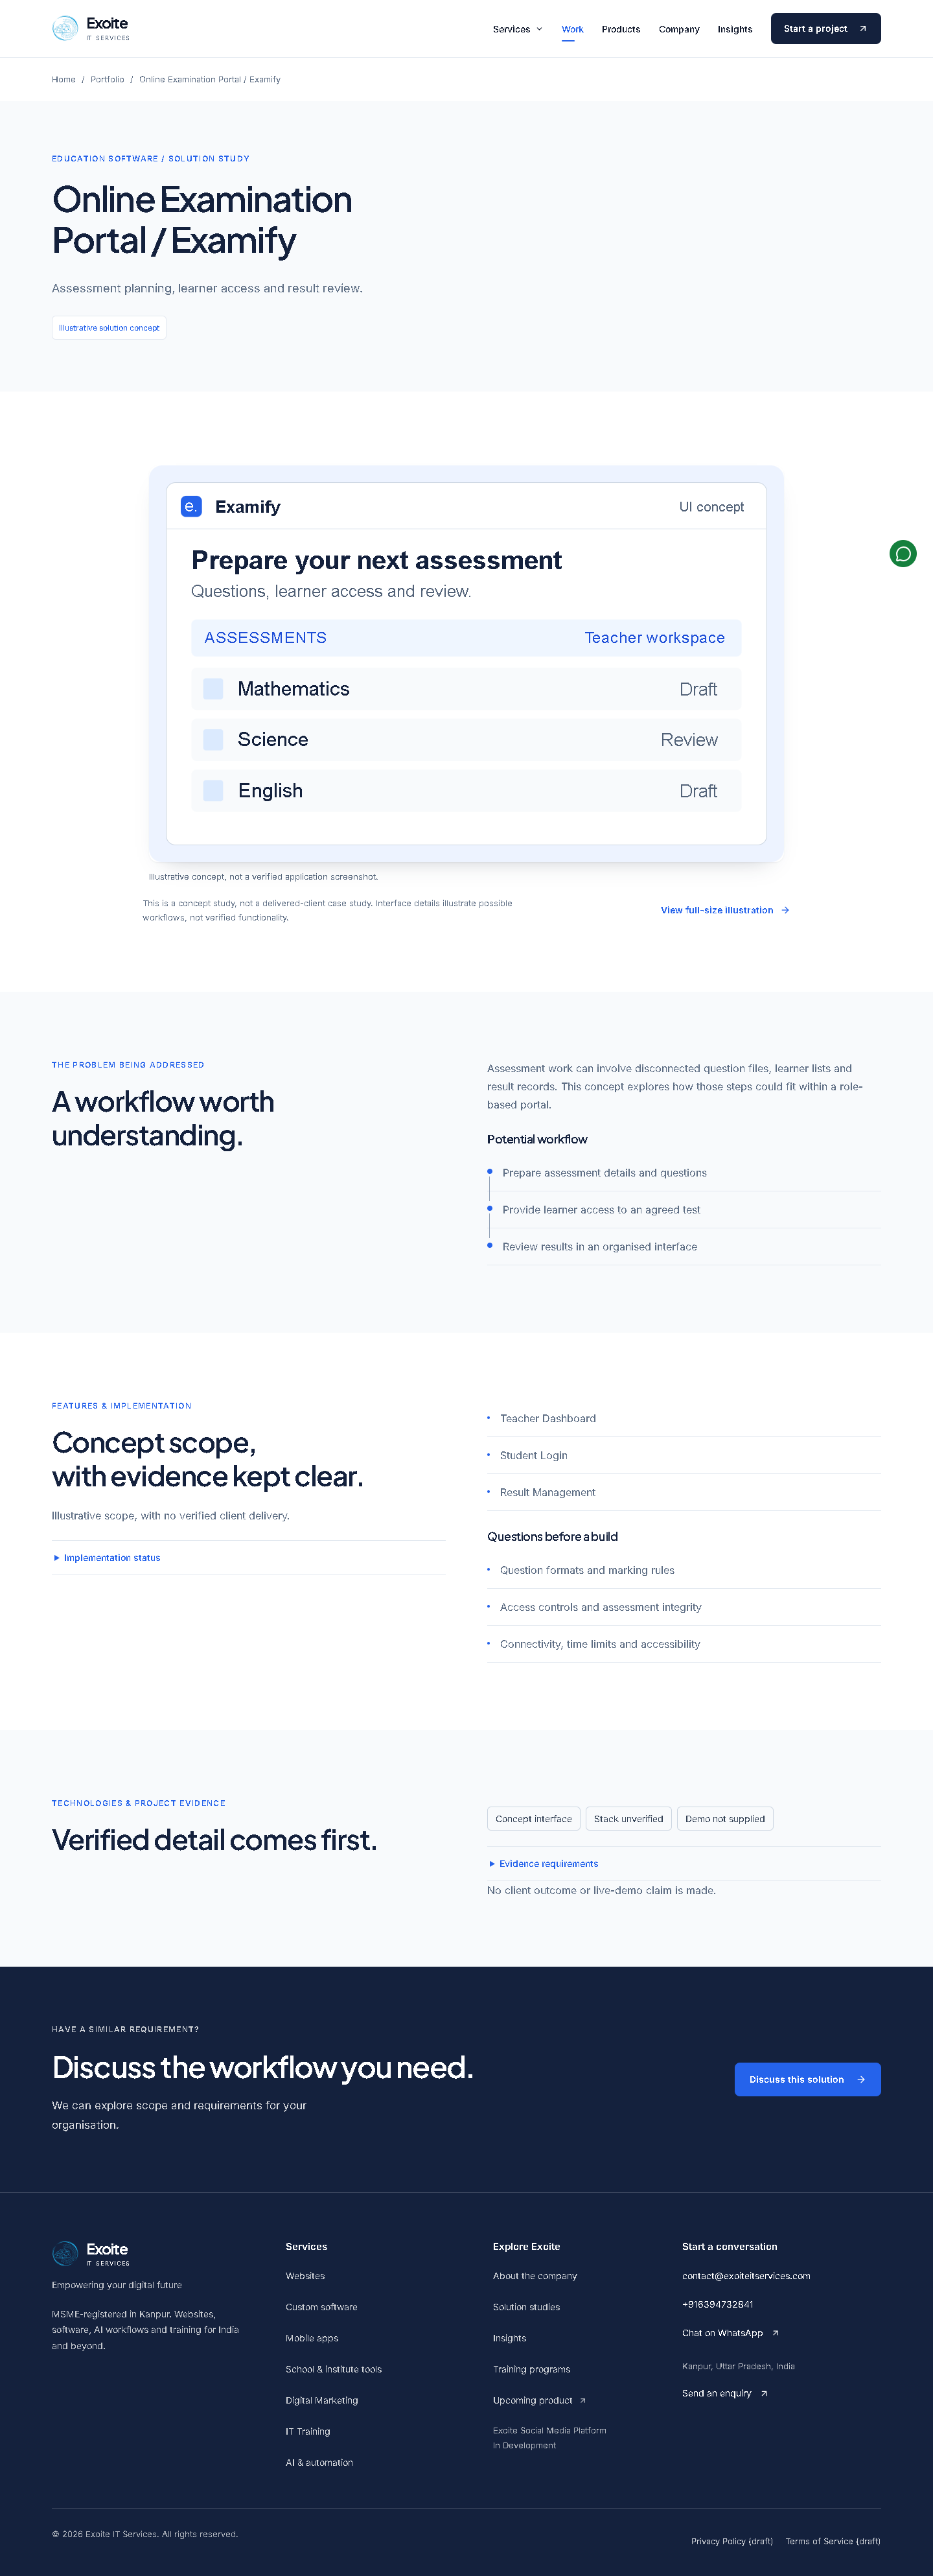 Exoite
IT SERVICES
Services
Work
Products
Company
Insights
Start a project
Home / Portfolio / Online Examination Portal / Examify
EDUCATION SOFTWARE / SOLUTION STUDY
Online Examination
Portal / Examify
Assessment planning, learner access and result review.
Illustrative solution concept
e.
Examify
UI concept
Prepare your next assessment
Questions, learner access and review.
ASSESSMENTS
Teacher workspace
Mathematics
Draft
Science
Review
English
Draft
Illustrative concept, not a verified application screenshot.
This is a concept study, not a delivered-client case study. Interface details illustrate possible
workflows, not verified functionality.
View full-size illustration
THE PROBLEM BEING ADDRESSED
A workflow worth
understanding.
Assessment work can involve disconnected question files, learner lists and
result records. This concept explores how those steps could fit within a role-
based portal.
Potential workflow
Prepare assessment details and questions
Provide learner access to an agreed test
Review results in an organised interface
FEATURES & IMPLEMENTATION
Concept scope,
with evidence kept clear.
Illustrative scope, with no verified client delivery.
Implementation status
Teacher Dashboard
Student Login
Result Management
Questions before a build
Question formats and marking rules
Access controls and assessment integrity
Connectivity, time limits and accessibility
TECHNOLOGIES & PROJECT EVIDENCE
Verified detail comes first.
Concept interface
Stack unverified
Demo not supplied
Evidence requirements
No client outcome or live-demo claim is made.
HAVE A SIMILAR REQUIREMENT?
Discuss the workflow you need.
We can explore scope and requirements for your
organisation.
Discuss this solution
Exoite
IT SERVICES
Empowering your digital future
MSME-registered in Kanpur. Websites,
software, AI workflows and training for India
and beyond.
Services
Websites
Custom software
Mobile apps
School & institute tools
Digital Marketing
IT Training
AI & automation
Explore Exoite
About the company
Solution studies
Insights
Training programs
Upcoming product
Exoite Social Media Platform
In Development
Start a conversation
contact@exoiteitservices.com
+916394732841
Chat on WhatsApp
Kanpur, Uttar Pradesh, India
Send an enquiry
© 2026 Exoite IT Services. All rights reserved.
Privacy Policy (draft)
Terms of Service (draft)